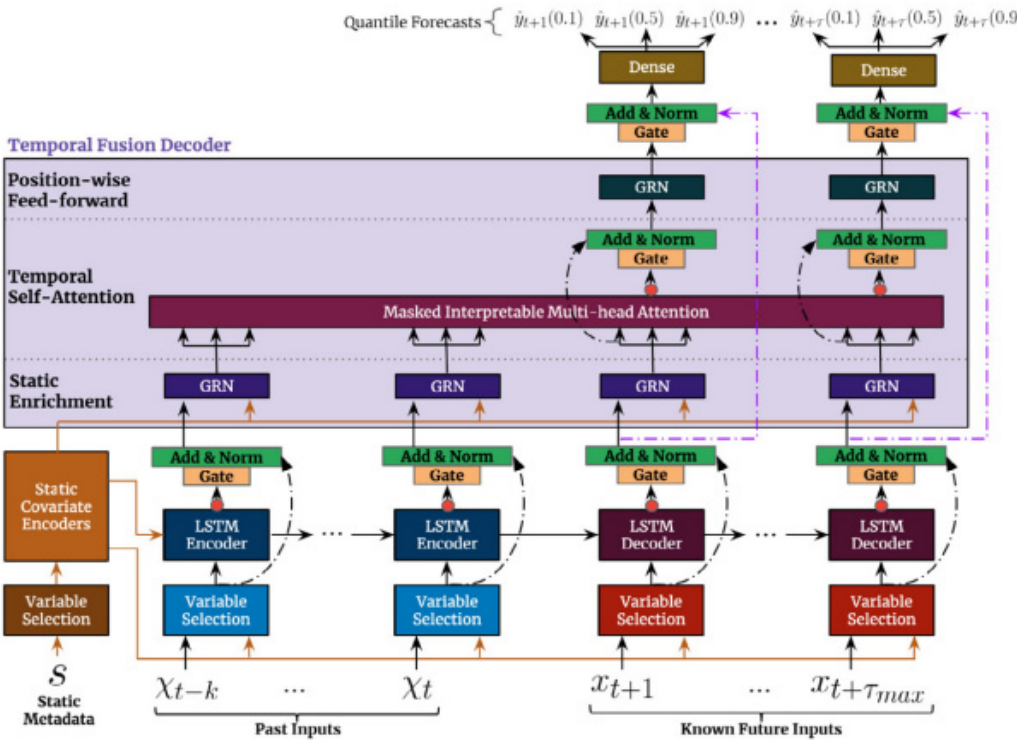 Quantile Forecasts { ŷt+1(0.1) ŷt+1(0.5) ŷt+1(0.9) ... ŷt+τ(0.1) ŷt+τ(0.5) ŷt+τ(0.9
Dense Dense
Add & Norm Add & Norm
Gate Gate
Temporal Fusion Decoder
Position-wise
Feed-forward
GRN GRN
Add & Norm Add & Norm
Gate Gate
Temporal
Self-Attention
Masked Interpretable Multi-head Attention
Static
Enrichment
GRN GRN GRN GRN
Add & Norm Add & Norm Add & Norm Add & Norm
Gate Gate Gate Gate
Static
Covariate
Encoders
LSTM
Encoder
...
LSTM
Encoder
LSTM
Decoder
...
LSTM
Decoder
Variable
Selection
Variable
Selection
Variable
Selection
Variable
Selection
Variable
Selection
s
Static
Metadata
χt−k ... χt xt+1 ... xt+τmax
Past Inputs Known Future Inputs